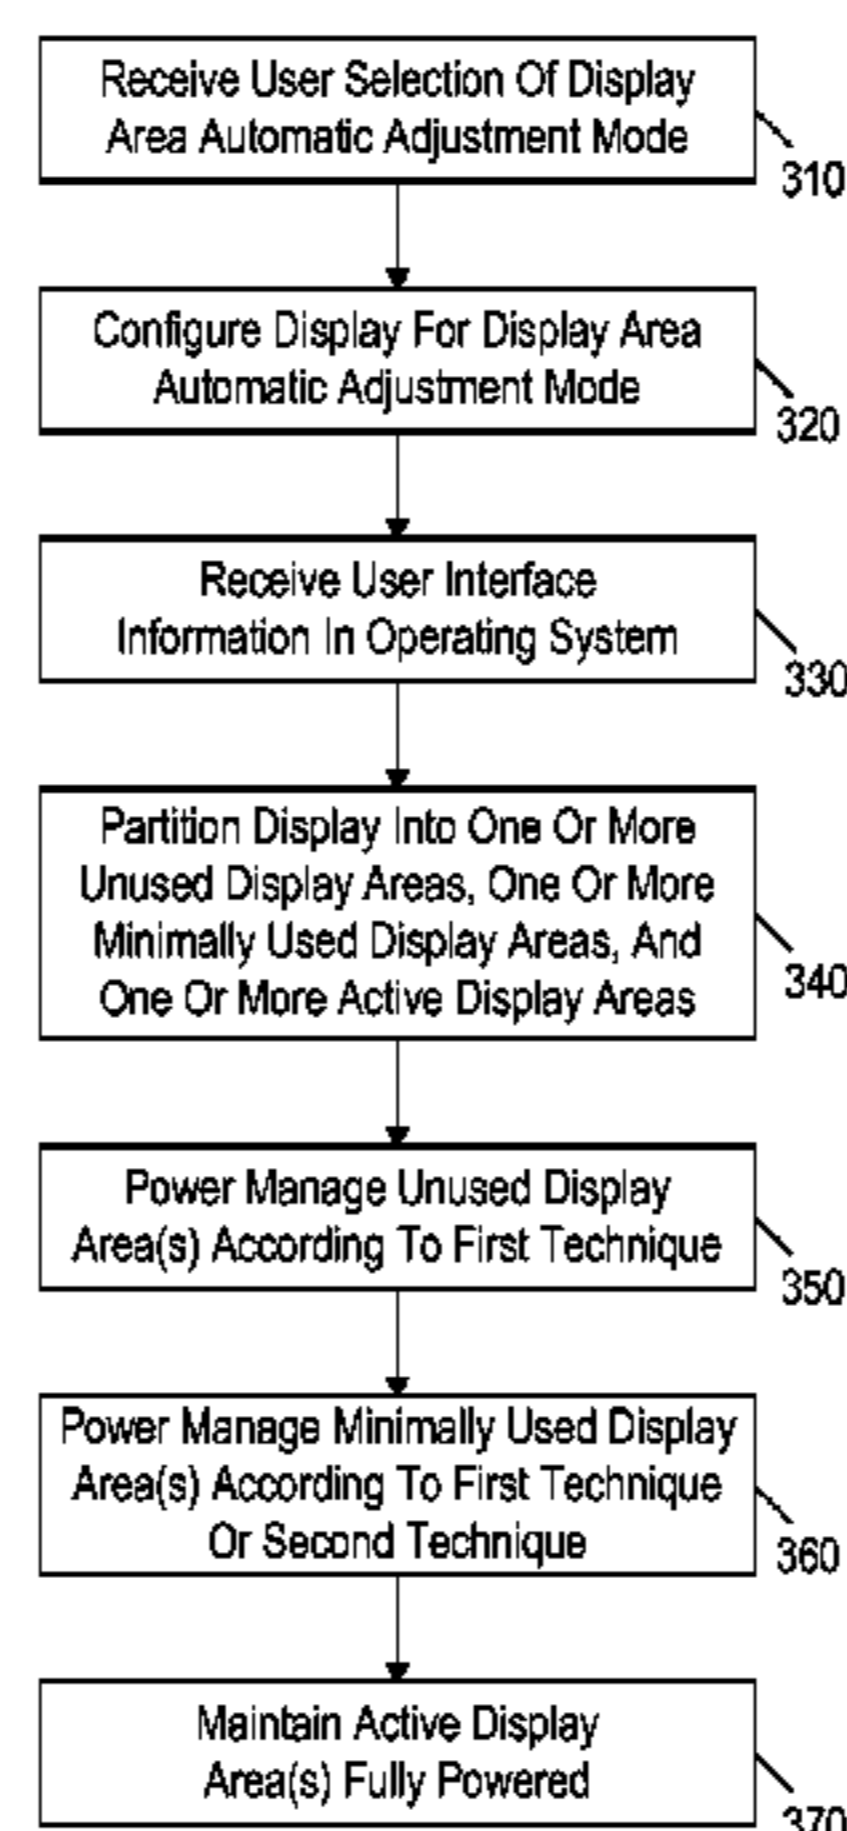 Receive User Selection Of Display
Area Automatic Adjustment Mode
310
Configure Display For Display Area
Automatic Adjustment Mode
320
Receive User Interface
Information In Operating System
330
Partition Display Into One Or More
Unused Display Areas, One Or More
Minimally Used Display Areas, And
One Or More Active Display Areas
340
Power Manage Unused Display
Area(s) According To First Technique
350
Power Manage Minimally Used Display
Area(s) According To First Technique
Or Second Technique
360
Maintain Active Display
Area(s) Fully Powered
370